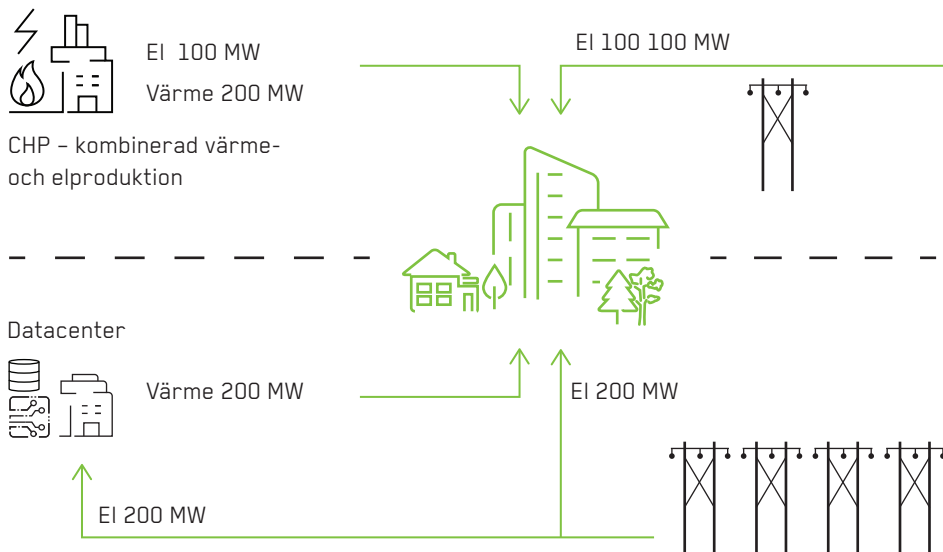 El 100 MW
Värme 200 MW
CHP – kombinerad värme-
och elproduktion
El 100 100 MW
Datacenter
Värme 200 MW
El 200 MW
El 200 MW